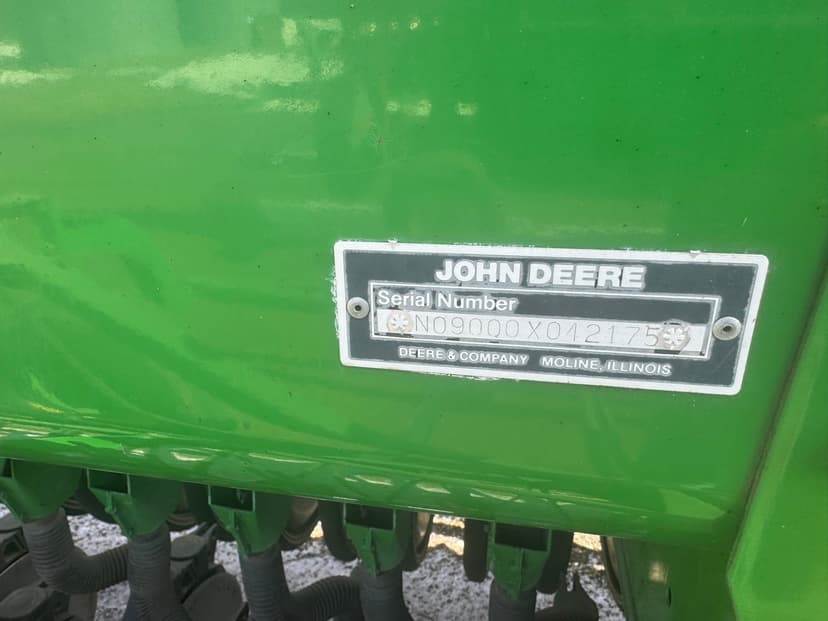 JOHN DEERE
Serial Number
N09000X042175
DEERE & COMPANY MOLINE, ILLINOIS